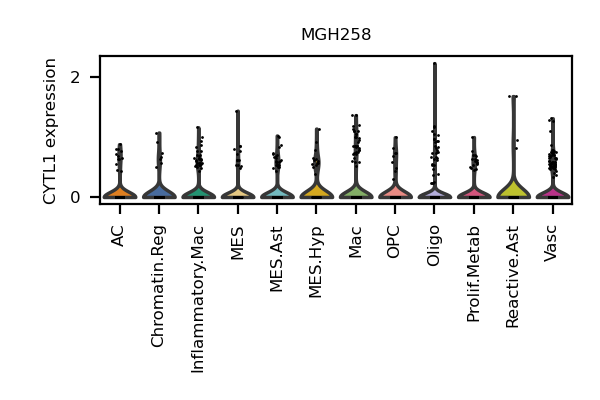 MGH258
CYTL1 expression
2
0
AC
Chromatin.Reg
Inflammatory.Mac
MES
MES.Ast
MES.Hyp
Mac
OPC
Oligo
Prolif.Metab
Reactive.Ast
Vasc